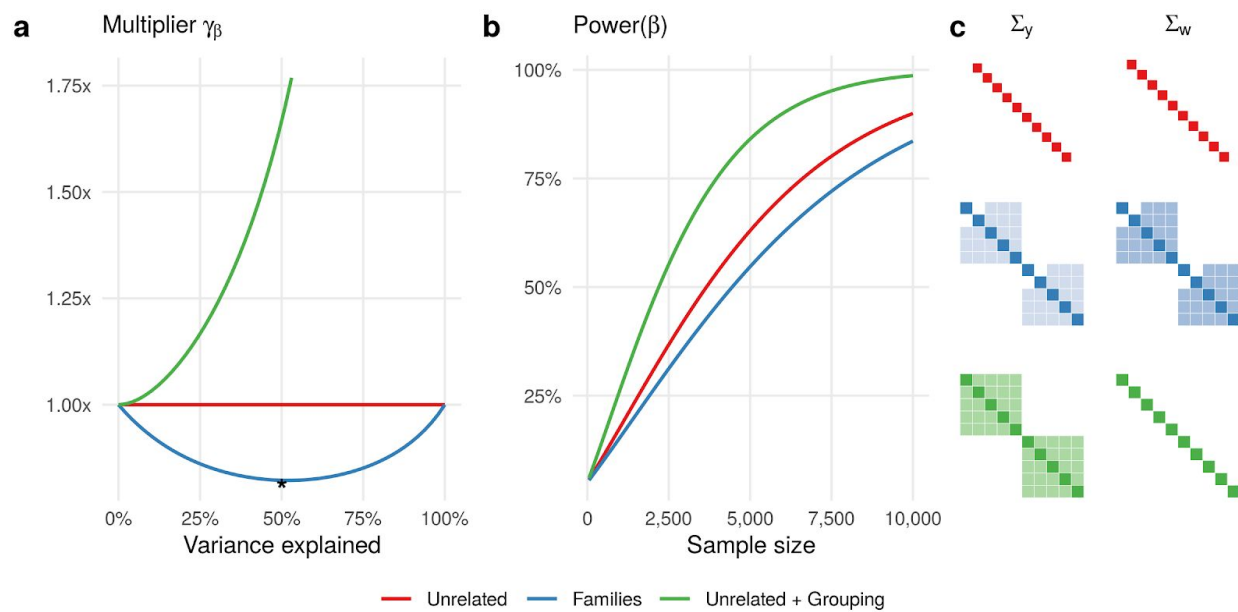 a Multiplier γβ
1.75x
1.50x
1.25x
1.00x
*
0% 25% 50% 75% 100%
Variance explained
b Power(β)
100%
75%
50%
25%
0 2,500 5,000 7,500 10,000
Sample size
c Σy Σw
Unrelated Families Unrelated + Grouping